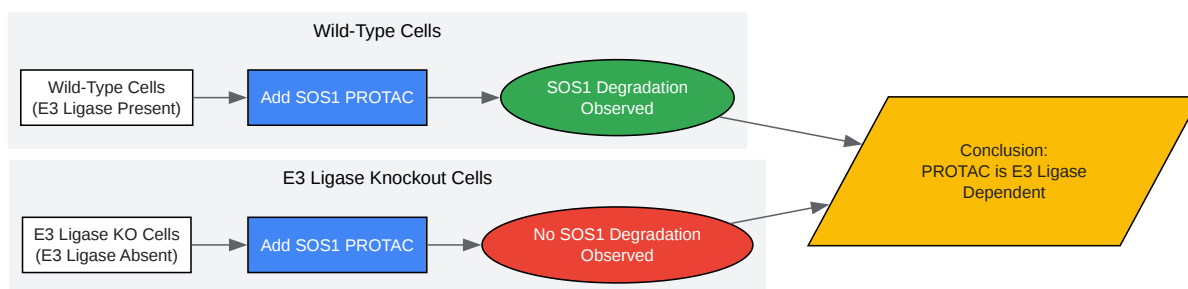 Wild-Type Cells
Wild-Type Cells
(E3 Ligase Present)
Add SOS1 PROTAC
SOS1 Degradation
Observed
E3 Ligase Knockout Cells
E3 Ligase KO Cells
(E3 Ligase Absent)
Add SOS1 PROTAC
No SOS1 Degradation
Observed
Conclusion:
PROTAC is E3 Ligase
Dependent